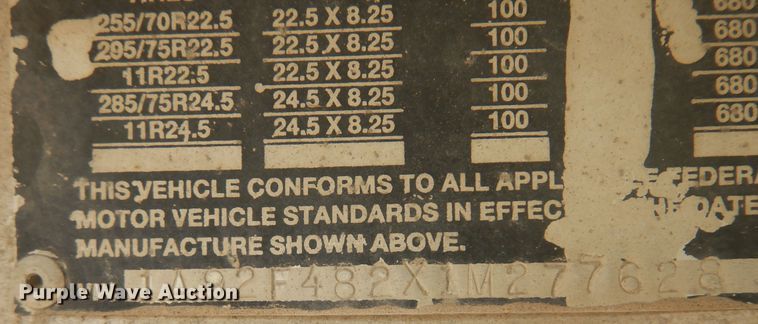 255/70R22.5 22.5 X 8.25 100 680
295/75R22.5 22.5 X 8.25 100 680
11R22.5 22.5 X 8.25 100 680
285/75R24.5 24.5 X 8.25 100 680
11R24.5 24.5 X 8.25 100 680
THIS VEHICLE CONFORMS TO ALL APPL FEDERA
MOTOR VEHICLE STANDARDS IN EFFEC DATE
MANUFACTURE SHOWN ABOVE.
1A82F482X1M277628
Purple Wave Auction